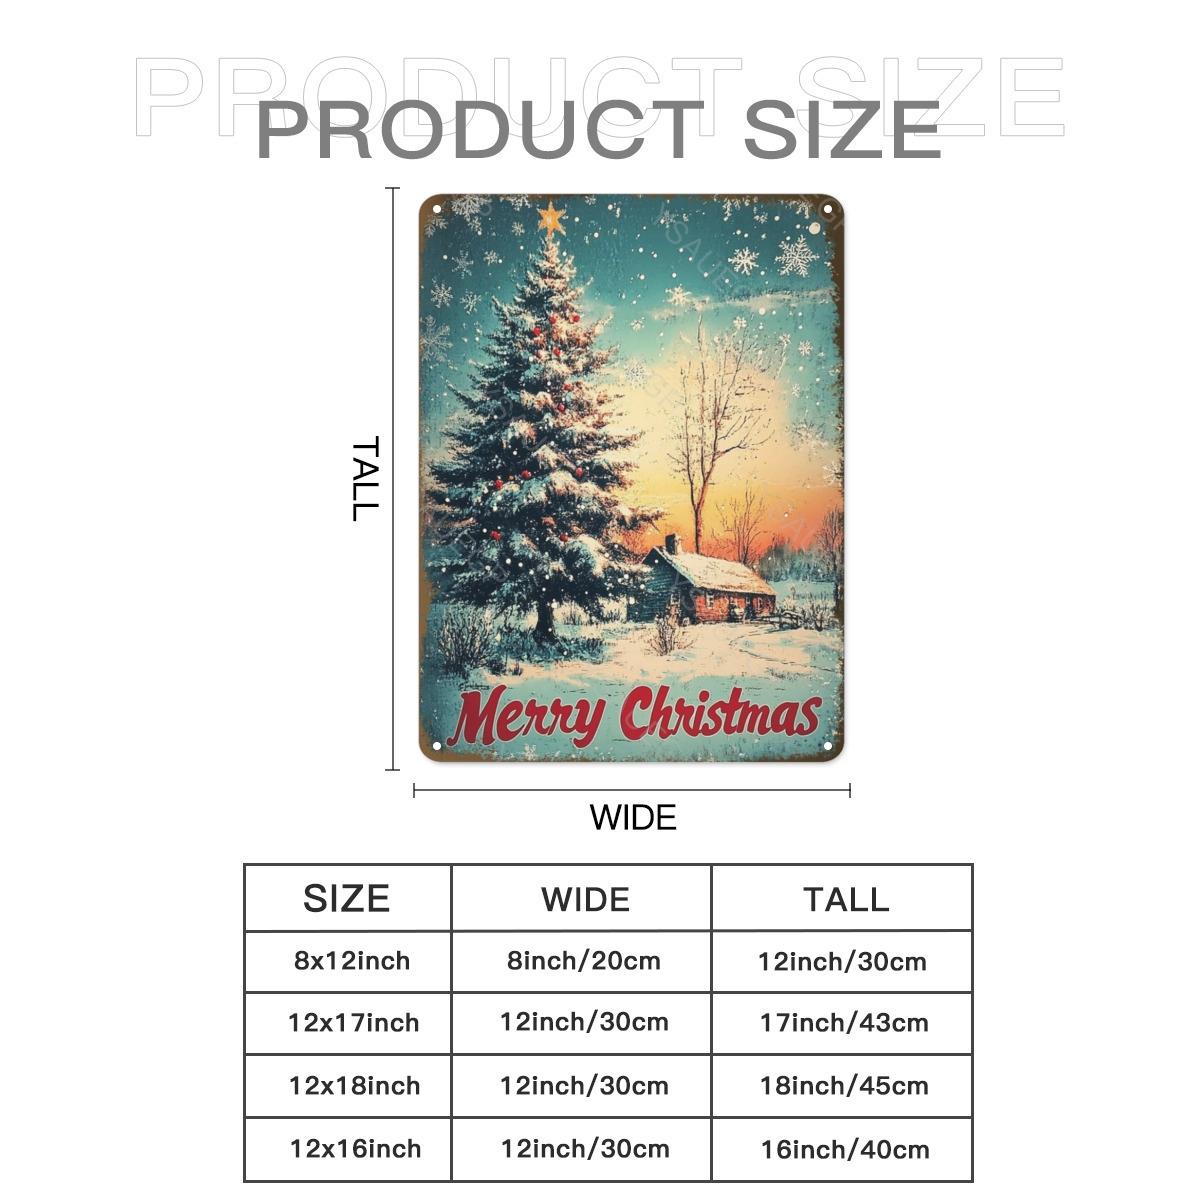 PRODUCT SIZE
PRODUCT SIZE
TALL
Merry Christmas
WIDE
SIZE WIDE TALL
8x12inch 8inch/20cm 12inch/30cm
12x17inch 12inch/30cm 17inch/43cm
12x18inch 12inch/30cm 18inch/45cm
12x16inch 12inch/30cm 16inch/40cm